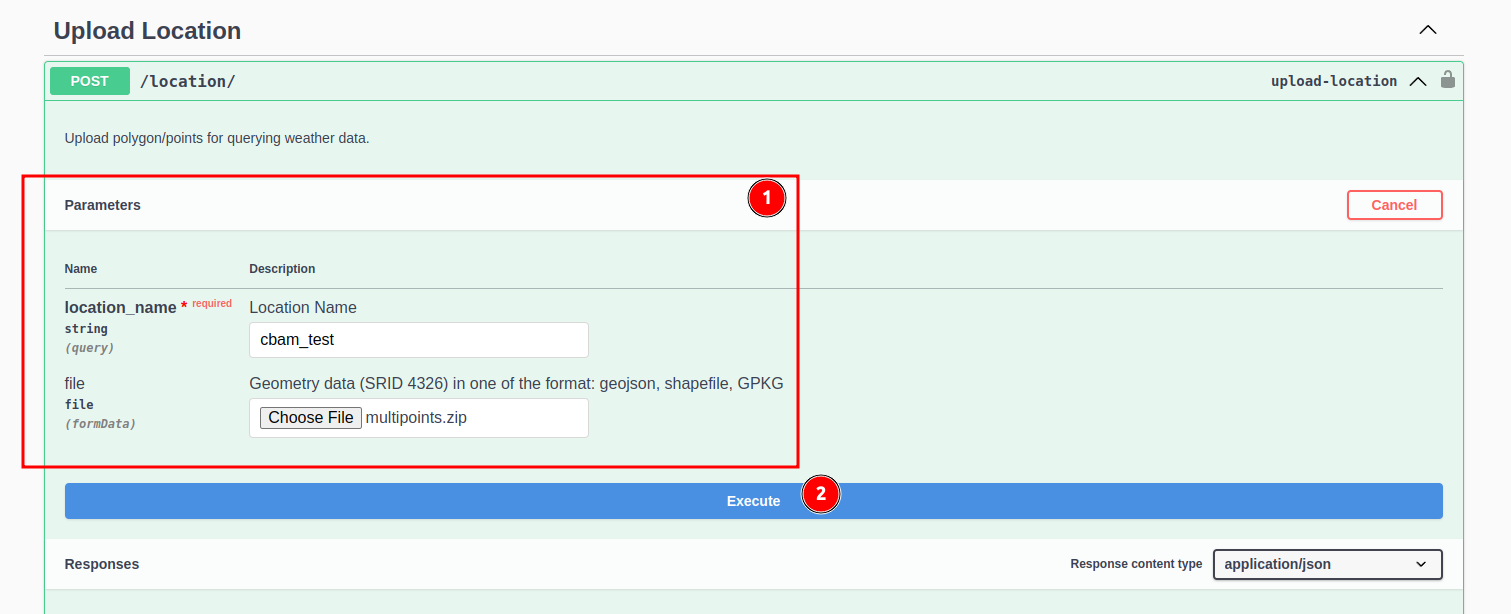 Upload Location
POST /location/ upload-location
Upload polygon/points for querying weather data.
1
Parameters Cancel
Name Description
location_name * required Location Name
string
(query)
cbam_test
file Geometry data (SRID 4326) in one of the format: geojson, shapefile, GPKG
file
(formData)
Choose File multipoints.zip
Execute 2
Responses Response content type application/json